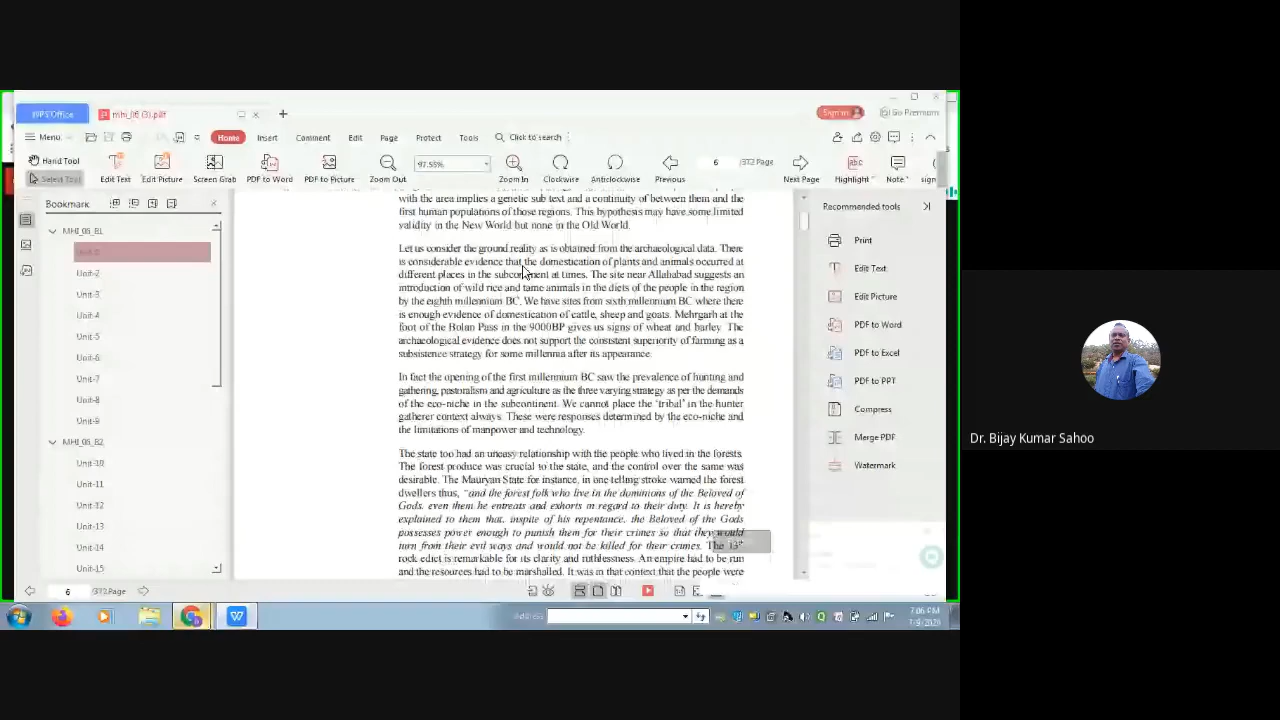 WPS Office
mhi_06 (3).pdf
Sign in
Go Premium
Menu
Home
Insert
Comment
Edit
Page
Protect
Tools
Click to search
Hand Tool
Select Text
Edit Text
Edit Picture
Screen Grab
PDF to Word
PDF to Picture
Zoom Out
97.55%
Zoom In
Clockwise
Anticlockwise
Previous
6
/372 Page
Next Page
Highlight
Note
sign
Bookmark
MHI_06_B1
Unit-2
Unit-3
Unit-4
Unit-5
Unit-6
Unit-7
Unit-8
Unit-9
MHI_06_B2
Unit-10
Unit-11
Unit-12
Unit-13
Unit-14
Unit-15
with the area implies a genetic sub text and a continuity of between them and the
first human populations of those regions. This hypothesis may have some limited
validity in the New World but none in the Old World.
Let us consider the ground reality as is obtained from the archaeological data. There
is considerable evidence that the domestication of plants and animals occurred at
different places in the subcontinent at times. The site near Allahabad suggests an
introduction of wild rice and tame animals in the diets of the people in the region
by the eighth millennium BC. We have sites from sixth millennium BC where there
is enough evidence of domestication of cattle, sheep and goats. Mehrgarh at the
foot of the Bolan Pass in the 9000BP gives us signs of wheat and barley. The
archaeological evidence does not support the consistent superiority of farming as a
subsistence strategy for some millennia after its appearance.
In fact the opening of the first millennium BC saw the prevalence of hunting and
gathering, pastoralism and agriculture as the three varying strategy as per the demands
of the eco-niche in the subcontinent. We cannot place the 'tribal' in the hunter
gatherer context always. These were responses determined by the eco-niche and
the limitations of manpower and technology.
The state too had an uneasy relationship with the people who lived in the forests.
The forest produce was crucial to the state, and the control over the same was
desirable. The Mauryan State for instance, in one telling stroke warned the forest
dwellers thus, "and the forest folk who live in the dominions of the Beloved of
Gods, even them he entreats and exhorts in regard to their duty. It is hereby
explained to them that, inspite of his repentance, the Beloved of the Gods
possesses power enough to punish them for their crimes so that they would
turn from their evil ways and would not be killed for their crimes. The 13th
rock edict is remarkable for its clarity and ruthlessness. An empire had to be run
and the resources had to be marshalled. It was in that context that the people were
Recommended tools
Print
Edit Text
Edit Picture
PDF to Word
PDF to Excel
PDF to PPT
Compress
Merge PDF
Watermark
6
/372 Page
Address
7:06 PM
Dr. Bijay Kumar Sahoo